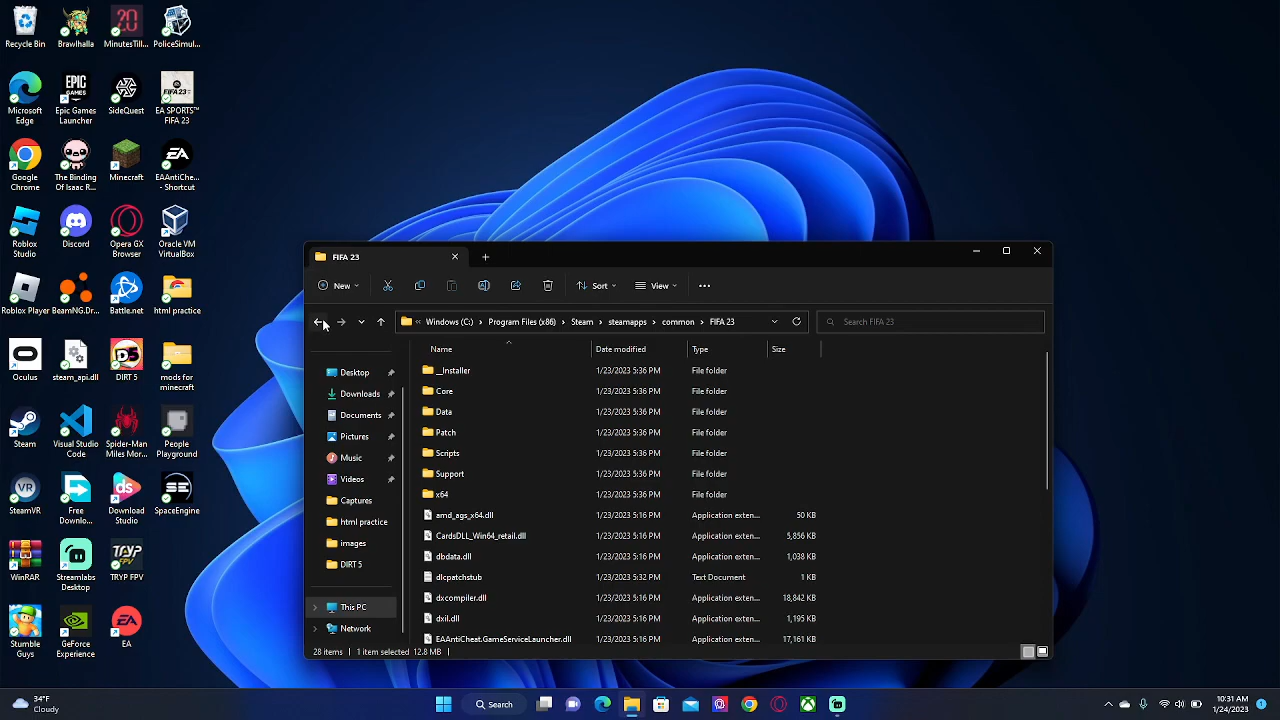 Recycle Bin
Brawlhalla
MinutesTill...
PoliceSimu...
Microsoft Edge
Epic Games Launcher
SideQuest
EA SPORTS™ FIFA 23
Google Chrome
The Binding Of Isaac R...
Minecraft
EAAntiChe... - Shortcut
Roblox Studio
Discord
Opera GX Browser
Oracle VM VirtualBox
Roblox Player
BeamNG.Dr...
Battle.net
html practice
Oculus
steam_api.dll
DIRT 5
mods for minecraft
Steam
Visual Studio Code
Spider-Man Miles Mor...
People Playground
SteamVR
Free Downlo...
Download Studio
SpaceEngine
WinRAR
Streamlabs Desktop
TRYP FPV
Stumble Guys
GeForce Experience
EA
FIFA 23
New
Sort
View
« Windows (C:) > Program Files (x86) > Steam > steamapps > common > FIFA 23
Search FIFA 23
Desktop
Downloads
Documents
Pictures
Music
Videos
Captures
html practice
images
DIRT 5
This PC
Network
Name Date modified Type Size
__Installer 1/23/2023 5:36 PM File folder
Core 1/23/2023 5:36 PM File folder
Data 1/23/2023 5:36 PM File folder
Patch 1/23/2023 5:36 PM File folder
Scripts 1/23/2023 5:36 PM File folder
Support 1/23/2023 5:36 PM File folder
x64 1/23/2023 5:36 PM File folder
amd_ags_x64.dll 1/23/2023 5:16 PM Application exten... 50 KB
CardsDLL_Win64_retail.dll 1/23/2023 5:16 PM Application exten... 5,856 KB
dbdata.dll 1/23/2023 5:16 PM Application exten... 1,038 KB
dlcpatchstub 1/23/2023 5:32 PM Text Document 1 KB
dxcompiler.dll 1/23/2023 5:16 PM Application exten... 18,842 KB
dxil.dll 1/23/2023 5:16 PM Application exten... 1,195 KB
EAAntiCheat.GameServiceLauncher.dll 1/23/2023 5:16 PM Application exten... 17,161 KB
28 items 1 item selected 12.8 MB
34°F
Cloudy
Search
10:31 AM
1/24/2023